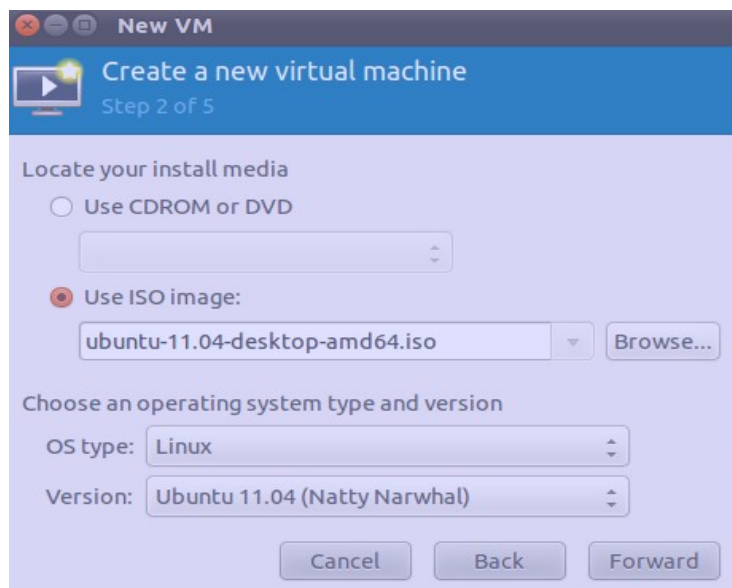 New VM
Create a new virtual machine
Step 2 of 5
Locate your install media
Use CDROM or DVD
Use ISO image:
ubuntu-11.04-desktop-amd64.iso Browse...
Choose an operating system type and version
OS type: Linux
Version: Ubuntu 11.04 (Natty Narwhal)
Cancel Back Forward